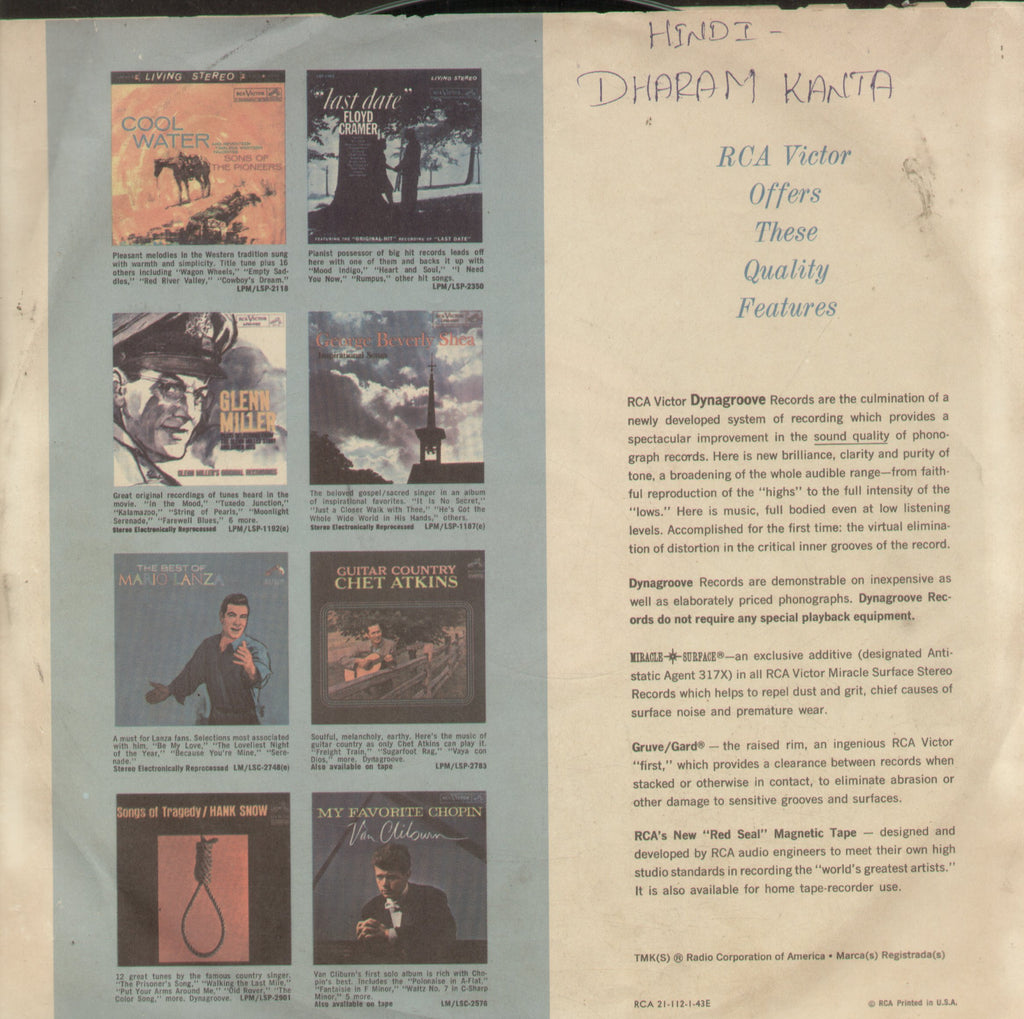 HINDI -
DHARAM KANTA
LIVING STEREO
RCA VICTOR
COOL
WATER
SONS OF
THE PIONEERS
Pleasant melodies in the Western tradition sung
with warmth and simplicity. Title tune plus 16
others including "Wagon Wheels," "Empty Sad-
dles," "Red River Valley," "Cowboy's Dream."
LPM/LSP-2118
LIVING STEREO
RCA VICTOR
"last date"
FLOYD
CRAMER
FEATURING THE "ORIGINAL HIT" RECORDING OF "LAST DATE"
Pianist possessor of big hit records leads off
here with one of them and backs it up with
"Mood Indigo," "Heart and Soul," "I Need
You Now," "Rumpus," other hit songs.
LPM/LSP-2350
RCA VICTOR
GLENN
MILLER
GLENN MILLER'S ORIGINAL RECORDINGS
Great original recordings of tunes heard in the
movie. "In the Mood," "Tuxedo Junction,"
"Kalamazoo," "String of Pearls," "Moonlight
Serenade," "Farewell Blues," 6 more.
Stereo Electronically Reprocessed LPM/LSP-1192(e)
George Beverly Shea
Inspirational Songs
The beloved gospel/sacred singer in an album
of inspirational favorites. "It Is No Secret,"
"Just a Closer Walk with Thee," "He's Got the
Whole Wide World in His Hands," others.
Stereo Electronically Reprocessed LPM/LSP-1187(e)
THE BEST OF
MARIO LANZA
A must for Lanza fans. Selections most associated
with him. "Be My Love," "The Loveliest Night
of the Year," "Because You're Mine," "Sere-
nade."
Stereo Electronically Reprocessed LM/LSC-2748(e)
GUITAR COUNTRY
CHET ATKINS
Soulful, melancholy, earthy. Here's the music of
guitar country as only Chet Atkins can play it.
"Freight Train," "Sugarfoot Rag," "Vaya con
Dios," more. Dynagroove.
Also available on tape LPM/LSP-2783
Songs of Tragedy/HANK SNOW
12 great tunes by the famous country singer.
"The Prisoner's Song," "Walking the Last Mile,"
"Put Your Arms Around Me," "Old Rover," "The
Color Song," more. Dynagroove. LPM/LSP-2901
MY FAVORITE CHOPIN
Van Cliburn
Van Cliburn's first solo album is rich with Cho-
pin's best. Includes the "Polonaise in A-Flat,"
"Fantaisie in F Minor," "Waltz No. 7 in C-Sharp
Minor," 5 more.
Also available on tape LM/LSC-2576
RCA Victor
Offers
These
Quality
Features
RCA Victor Dynagroove Records are the culmination of a
newly developed system of recording which provides a
spectacular improvement in the sound quality of phono-
graph records. Here is new brilliance, clarity and purity of
tone, a broadening of the whole audible range—from faith-
ful reproduction of the "highs" to the full intensity of the
"lows." Here is music, full bodied even at low listening
levels. Accomplished for the first time: the virtual elimina-
tion of distortion in the critical inner grooves of the record.
Dynagroove Records are demonstrable on inexpensive as
well as elaborately priced phonographs. Dynagroove Rec-
ords do not require any special playback equipment.
MIRACLE SURFACE®—an exclusive additive (designated Anti-
static Agent 317X) in all RCA Victor Miracle Surface Stereo
Records which helps to repel dust and grit, chief causes of
surface noise and premature wear.
Gruve/Gard® — the raised rim, an ingenious RCA Victor
"first," which provides a clearance between records when
stacked or otherwise in contact, to eliminate abrasion or
other damage to sensitive grooves and surfaces.
RCA's New "Red Seal" Magnetic Tape — designed and
developed by RCA audio engineers to meet their own high
studio standards in recording the "world's greatest artists."
It is also available for home tape-recorder use.
TMK(S) ® Radio Corporation of America • Marca(s) Registrada(s)
RCA 21-112-1-43E
© RCA Printed in U.S.A.